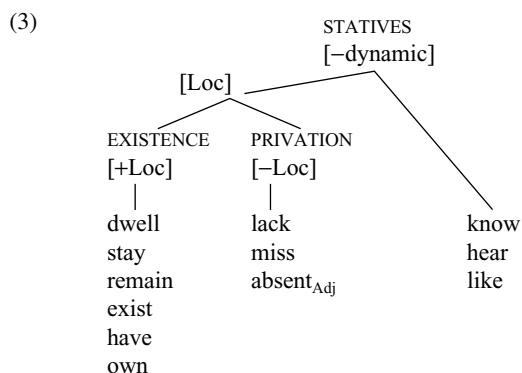 (3)
STATIVES
[−dynamic]
[Loc]
EXISTENCE PRIVATION
[+Loc] [−Loc]
dwell lack know
stay miss hear
remain absentAdj like
exist
have
own